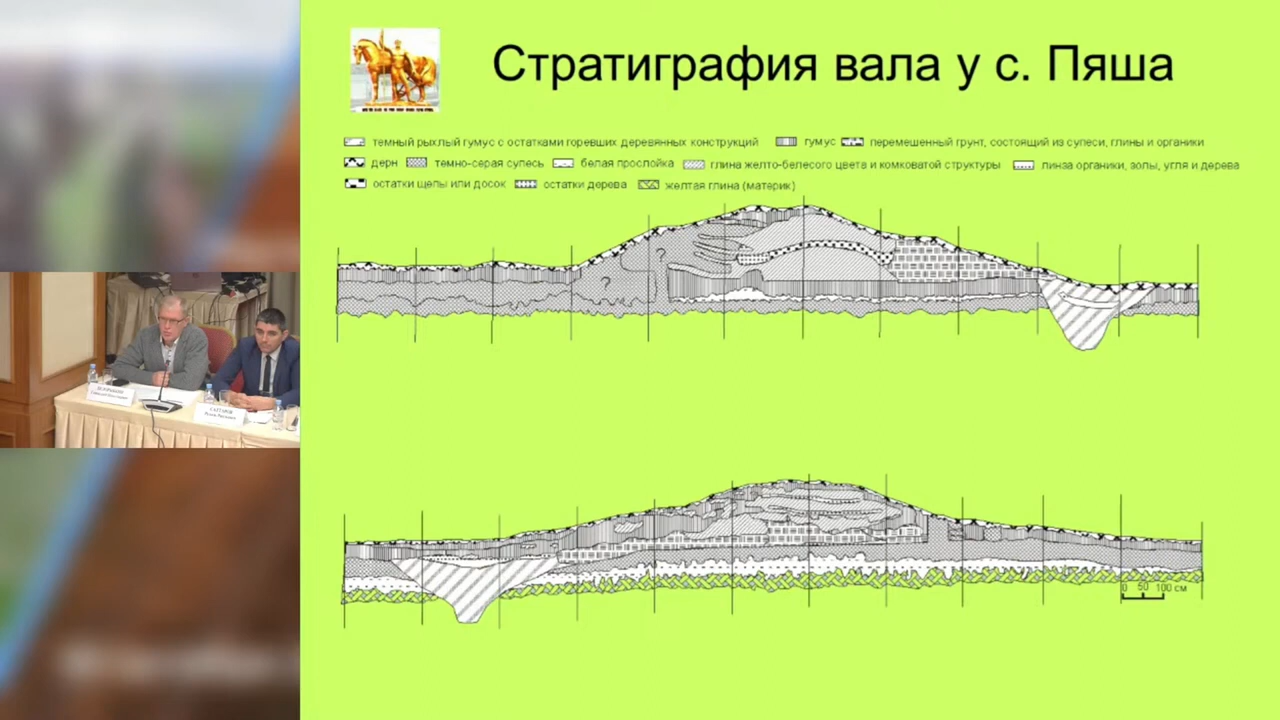 Стратиграфия вала у с. Пяша
темный рыхлый гумус с остатками горевших деревянных конструкций гумус перемешенный грунт, состоящий из супеси, глины и органики
дерн темно-серая супесь белая прослойка глина желто-белесого цвета и комковатой структуры линза органики, золы, угля и дерева
остатки щепы или досок остатки дерева желтая глина (материк)
?
?
0 50 100 см